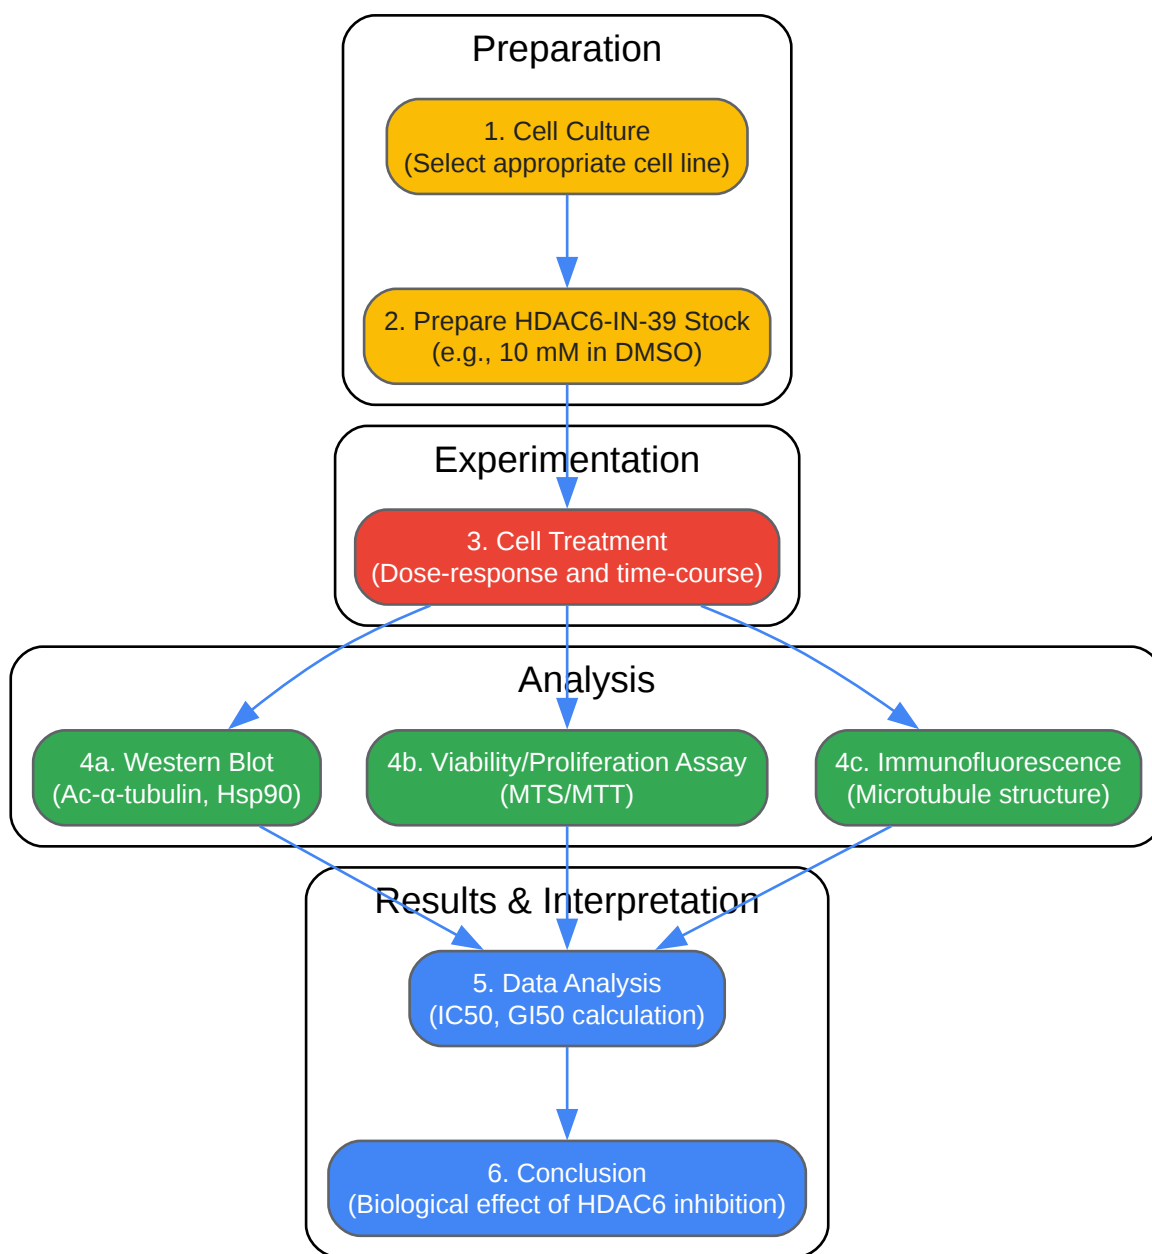 Preparation
1. Cell Culture
(Select appropriate cell line)
2. Prepare HDAC6-IN-39 Stock
(e.g., 10 mM in DMSO)
Experimentation
3. Cell Treatment
(Dose-response and time-course)
Analysis
4a. Western Blot
(Ac-α-tubulin, Hsp90)
4b. Viability/Proliferation Assay
(MTS/MTT)
4c. Immunofluorescence
(Microtubule structure)
Results & Interpretation
5. Data Analysis
(IC50, GI50 calculation)
6. Conclusion
(Biological effect of HDAC6 inhibition)